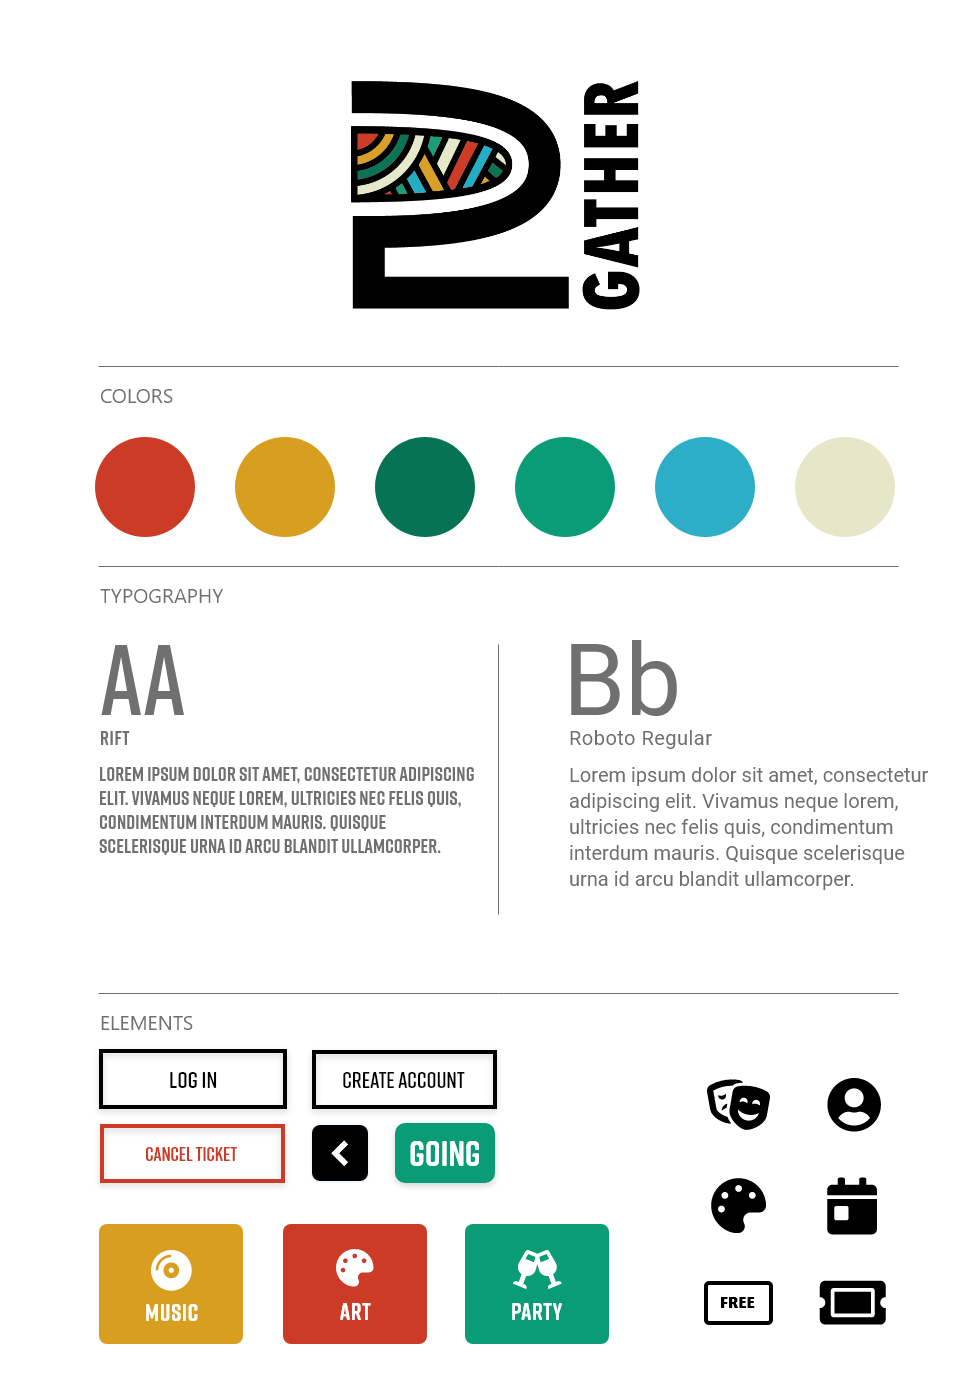 2
GATHER
COLORS
TYPOGRAPHY
AA
RIFT
LOREM IPSUM DOLOR SIT AMET, CONSECTETUR ADIPISCING
ELIT. VIVAMUS NEQUE LOREM, ULTRICIES NEC FELIS QUIS,
CONDIMENTUM INTERDUM MAURIS. QUISQUE
SCELERISQUE URNA ID ARCU BLANDIT ULLAMCORPER.
Bb
Roboto Regular
Lorem ipsum dolor sit amet, consectetur
adipiscing elit. Vivamus neque lorem,
ultricies nec felis quis, condimentum
interdum mauris. Quisque scelerisque
urna id arcu blandit ullamcorper.
ELEMENTS
LOG IN
CREATE ACCOUNT
CANCEL TICKET
GOING
MUSIC
ART
PARTY
FREE